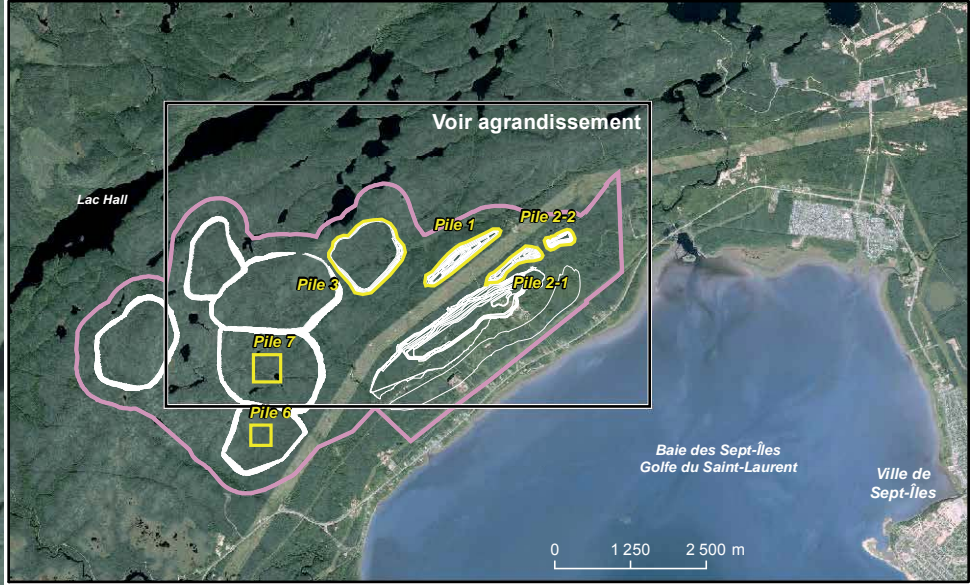 Voir agrandissement
Lac Hall
Pile 1
Pile 2-2
Pile 3
Pile 2-1
Pile 7
Pile 6
Baie des Sept-Îles
Golfe du Saint-Laurent
Ville de
Sept-Îles
0 1 250 2 500 m